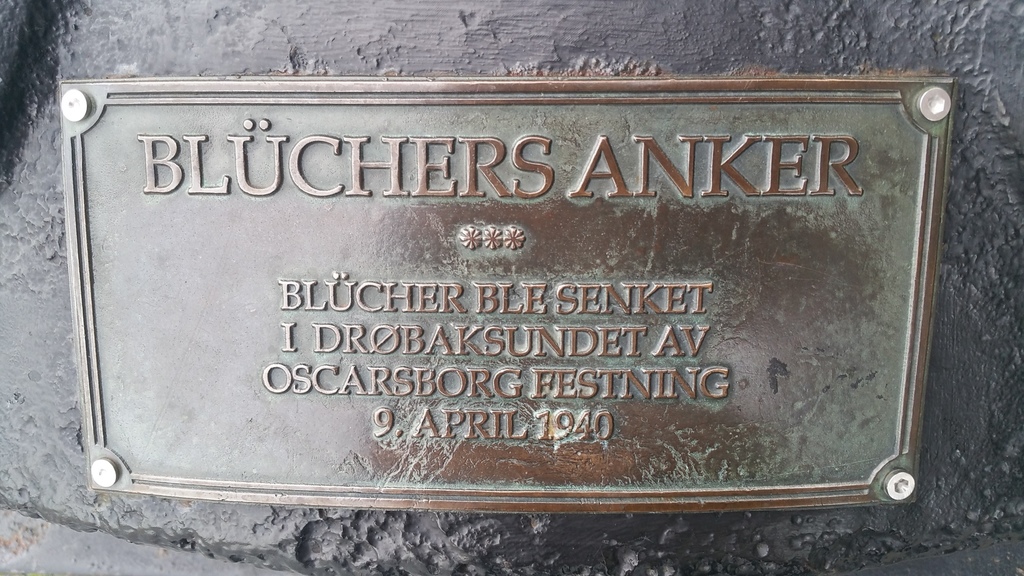 BLÜCHERS ANKER
***
BLÜCHER BLE SENKET
I DRØBAKSUNDET AV
OSCARSBORG FESTNING
9. APRIL 1940